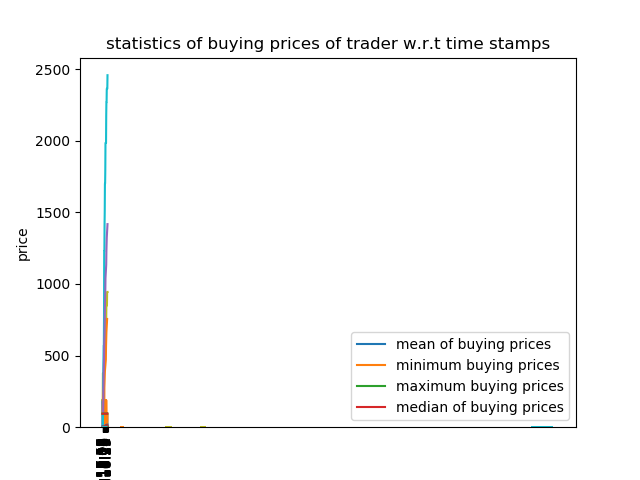 statistics of buying prices of trader w.r.t time stamps
2500
2000
1500
1000
500
0
price
mean of buying prices
minimum buying prices
maximum buying prices
median of buying prices